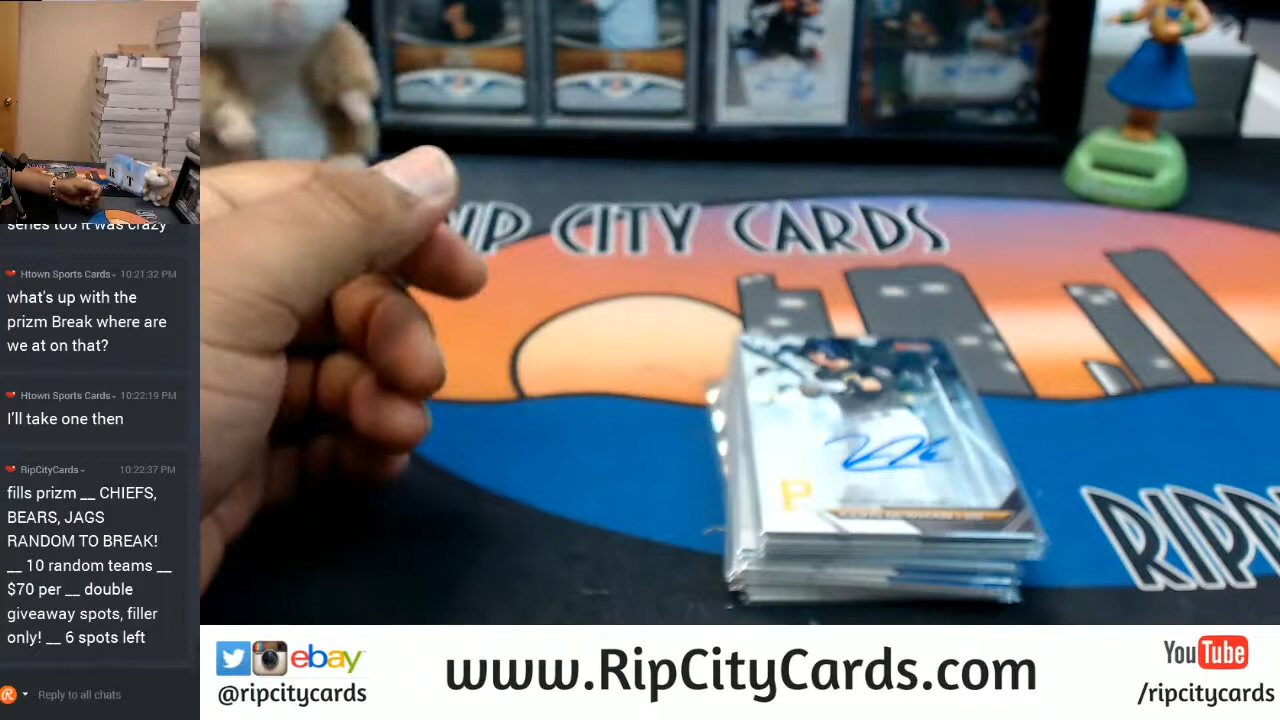 series too it was crazy
Htown Sports Cards - 10:21:32 PM
what's up with the
prizm Break where are
we at on that?
Htown Sports Cards - 10:22:19 PM
I'll take one then
RipCityCards - 10:22:37 PM
fills prizm __ CHIEFS,
BEARS, JAGS
RANDOM TO BREAK!
__ 10 random teams __
$70 per __ double
giveaway spots, filler
only! __ 6 spots left
Reply to all chats
R T
RIP CITY CARDS
P
RIPP
ebay
@ripcitycards
www.RipCityCards.com
YouTube
/ripcitycards